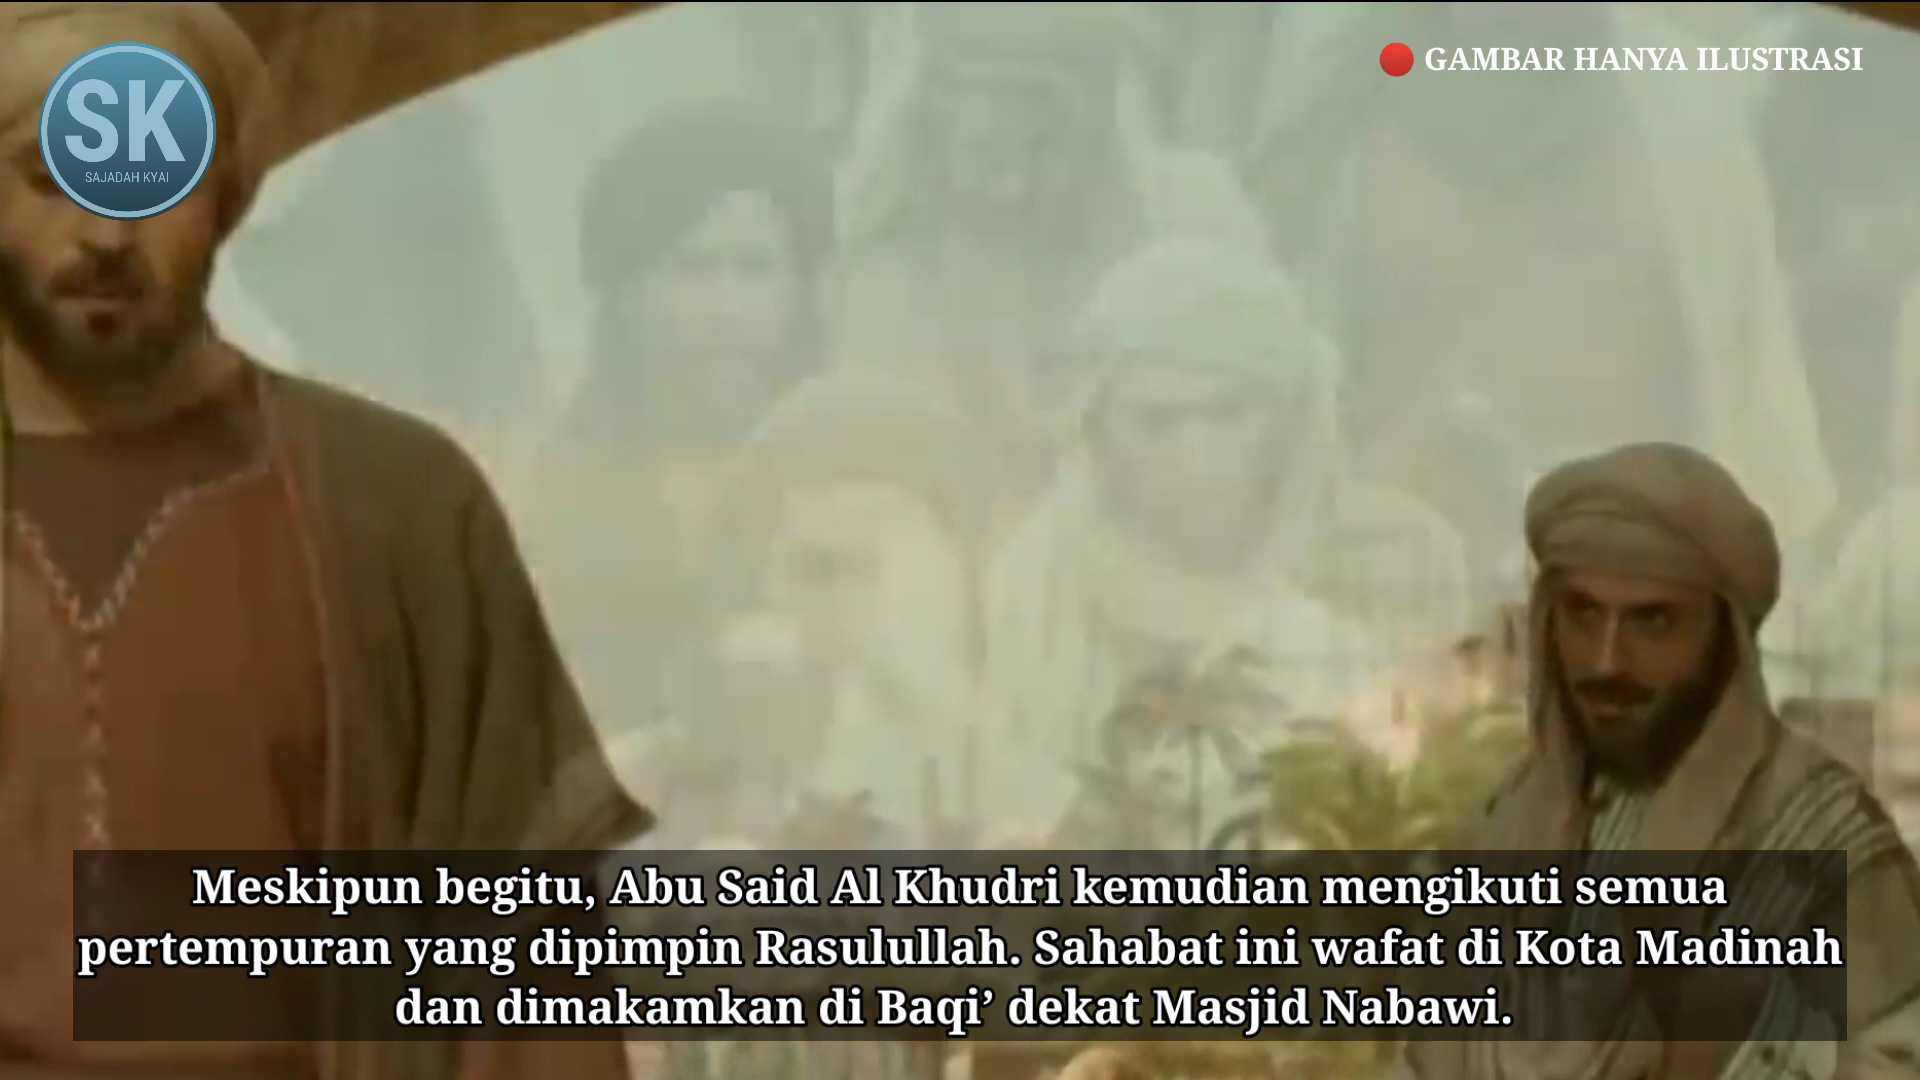 SK
SAJADAH KYAI
GAMBAR HANYA ILUSTRASI
Meskipun begitu, Abu Said Al Khudri kemudian mengikuti semua
pertempuran yang dipimpin Rasulullah. Sahabat ini wafat di Kota Madinah
dan dimakamkan di Baqi’ dekat Masjid Nabawi.